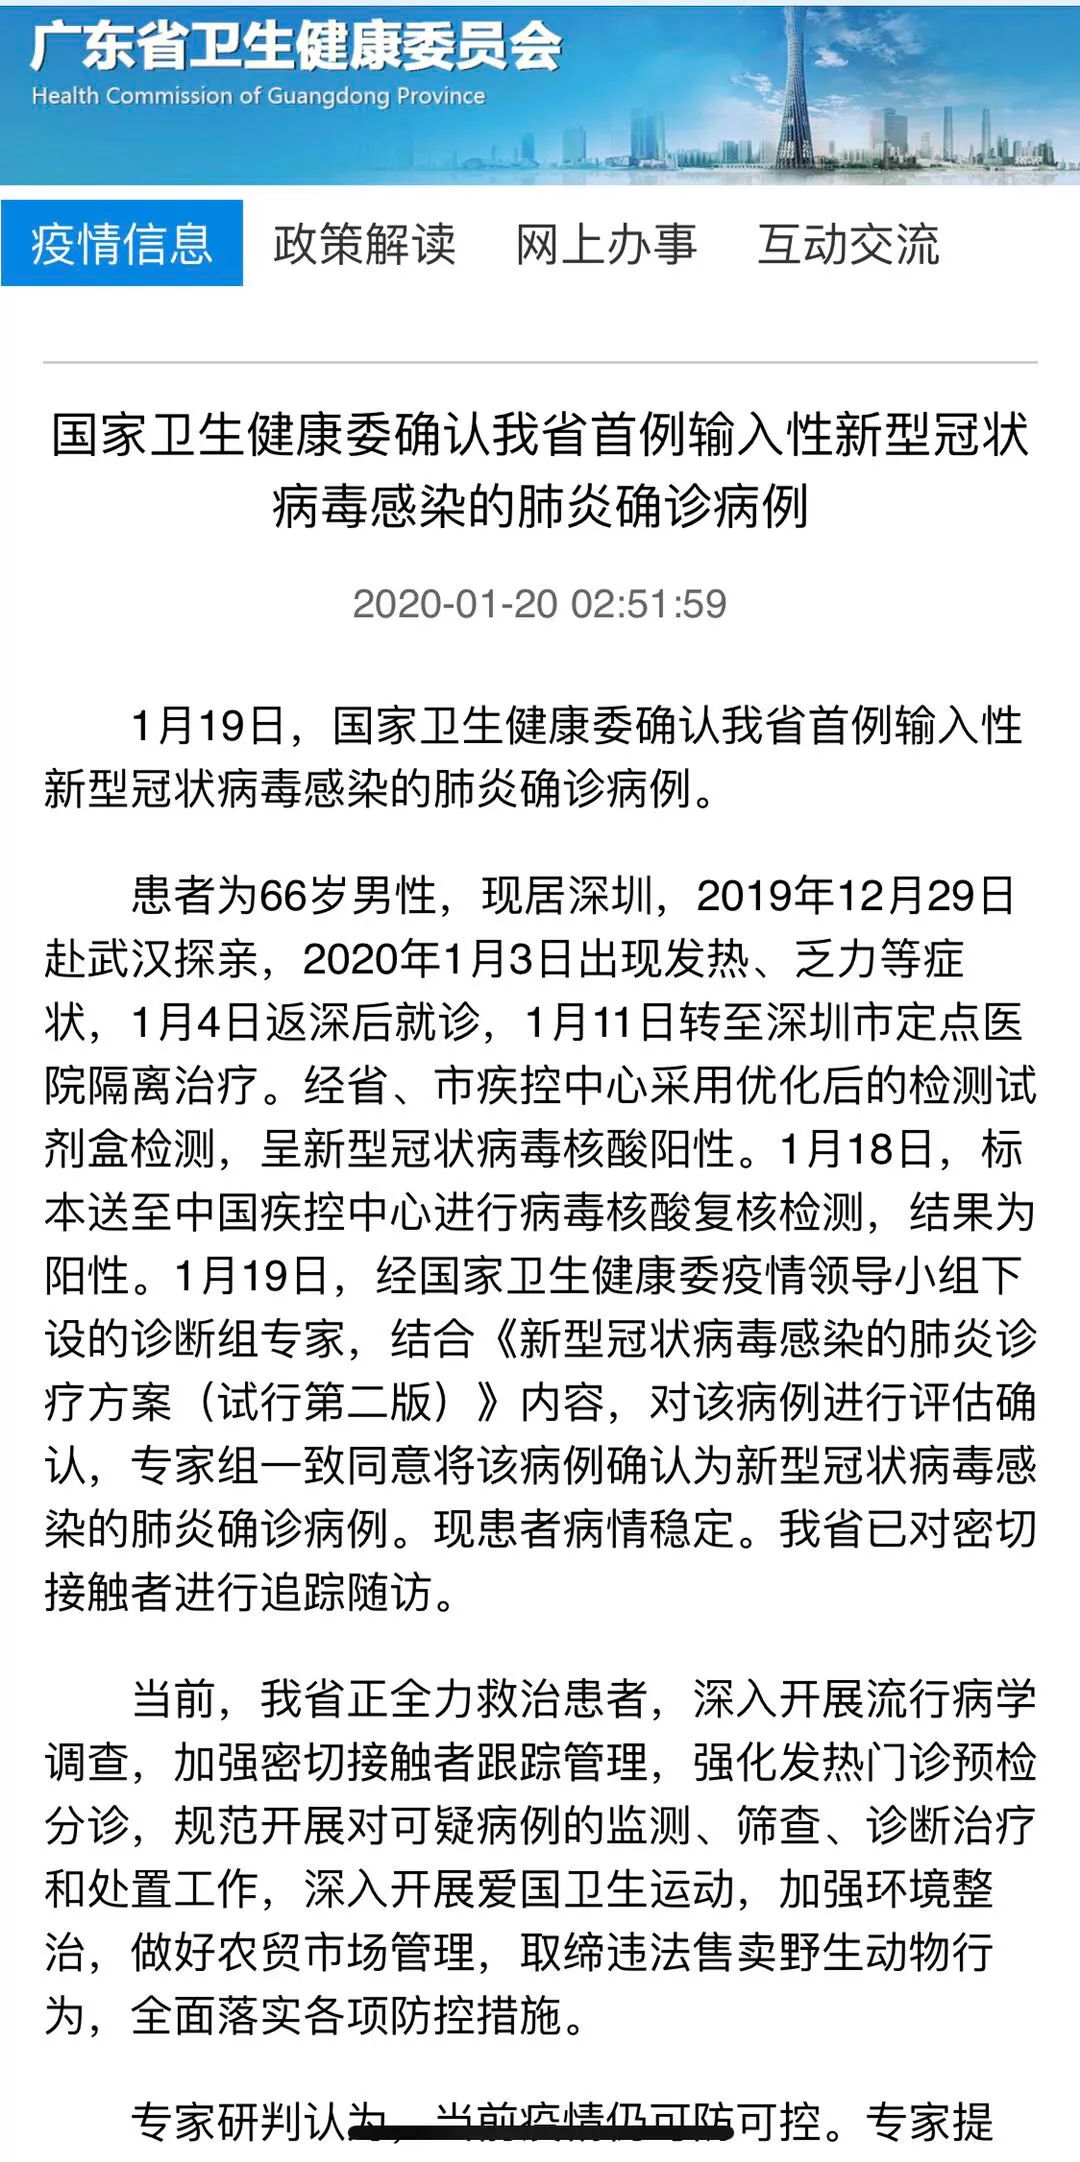 广东省卫生健康委员会
Health Commission of Guangdong Province
疫情信息 政策解读 网上办事 互动交流
国家卫生健康委确认我省首例输入性新型冠状
病毒感染的肺炎确诊病例
2020-01-20 02:51:59
1月19日，国家卫生健康委确认我省首例输入性
新型冠状病毒感染的肺炎确诊病例。
患者为66岁男性，现居深圳，2019年12月29日
赴武汉探亲，2020年1月3日出现发热、乏力等症
状，1月4日返深后就诊，1月11日转至深圳市定点医
院隔离治疗。经省、市疾控中心采用优化后的检测试
剂盒检测，呈新型冠状病毒核酸阳性。1月18日，标
本送至中国疾控中心进行病毒核酸复核检测，结果为
阳性。1月19日，经国家卫生健康委疫情领导小组下
设的诊断组专家，结合《新型冠状病毒感染的肺炎诊
疗方案（试行第二版）》内容，对该病例进行评估确
认，专家组一致同意将该病例确认为新型冠状病毒感
染的肺炎确诊病例。现患者病情稳定。我省已对密切
接触者进行追踪随访。
当前，我省正全力救治患者，深入开展流行病学
调查，加强密切接触者跟踪管理，强化发热门诊预检
分诊，规范开展对可疑病例的监测、筛查、诊断治疗
和处置工作，深入开展爱国卫生运动，加强环境整
治，做好农贸市场管理，取缔违法售卖野生动物行
为，全面落实各项防控措施。
专家研判认为，当前疫情仍可防可控。专家提